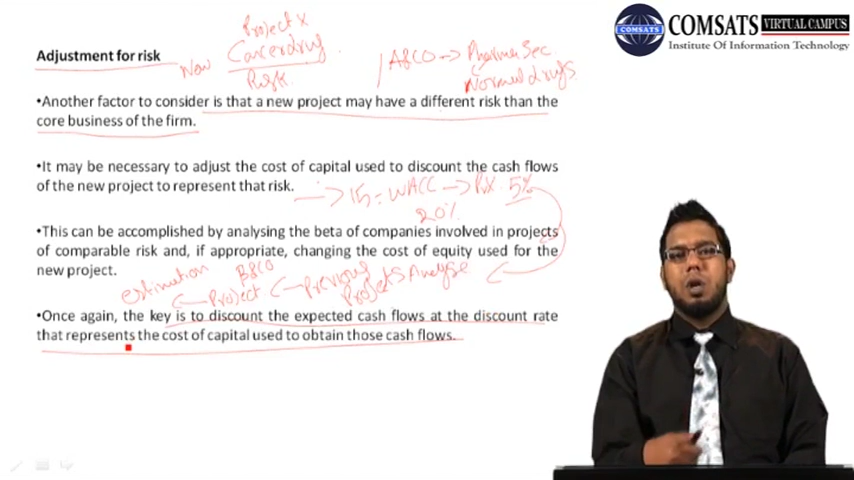 COMSATS VIRTUAL CAMPUS
Institute Of Information Technology
Project x
Now Cancerdrug
Risk
A&CO -> Pharma Sec.
Normal drugs
Adjustment for risk
•Another factor to consider is that a new project may have a different risk than the
core business of the firm.
•It may be necessary to adjust the cost of capital used to discount the cash flows
of the new project to represent that risk.
15 = WACC -> Rx. 5%
20%
•This can be accomplished by analysing the beta of companies involved in projects
of comparable risk and, if appropriate, changing the cost of equity used for the
new project.
estimation
B&CO
Project
Previous
Projects Analyse
•Once again, the key is to discount the expected cash flows at the discount rate
that represents the cost of capital used to obtain those cash flows.